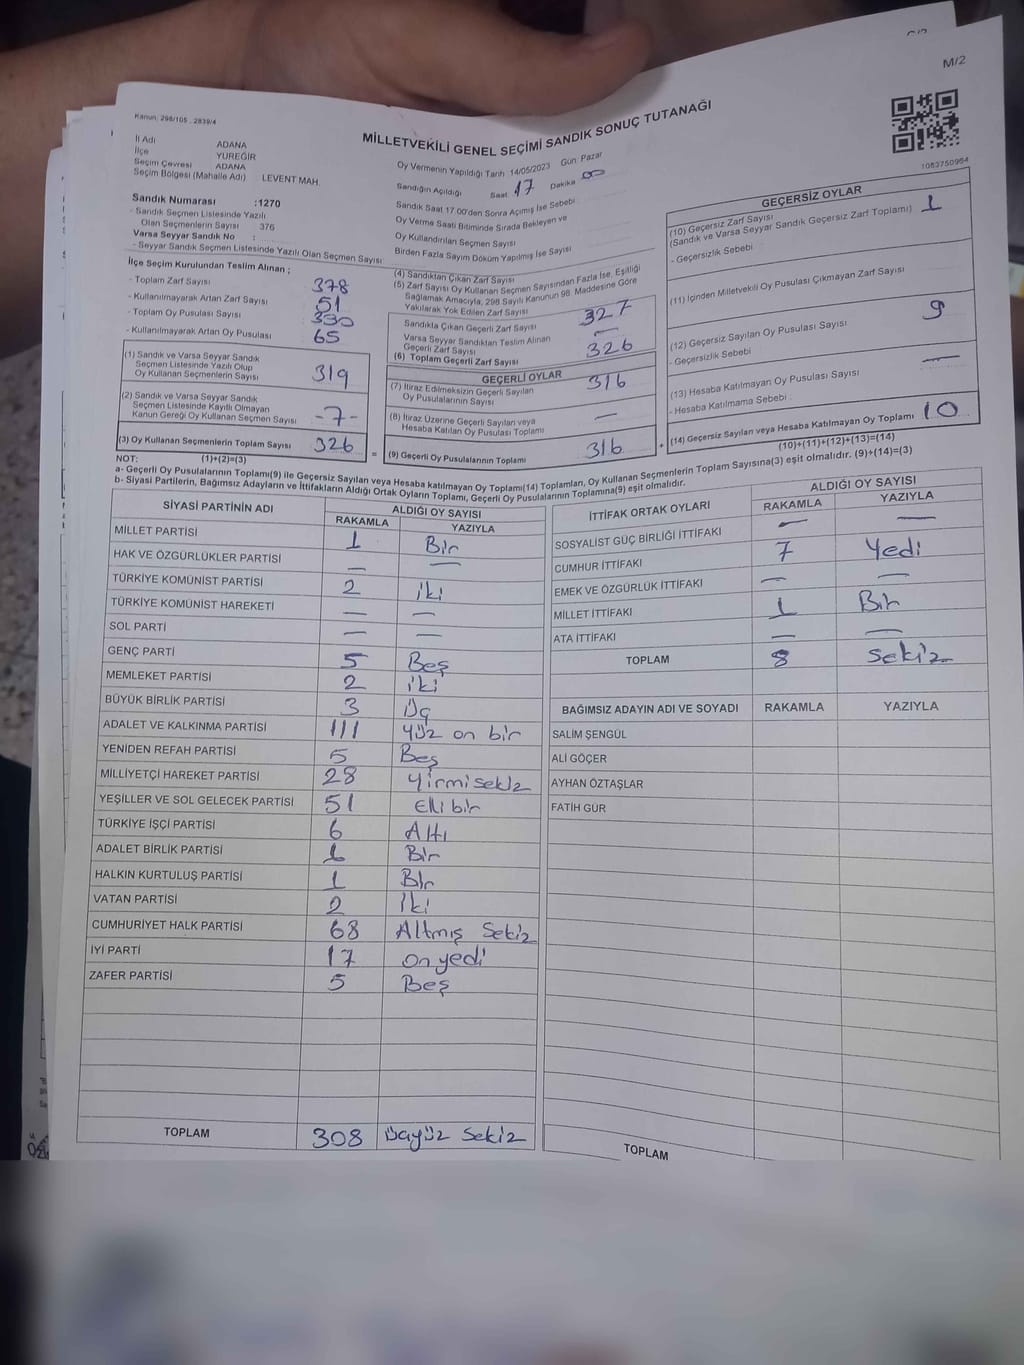 M/2
Kanun: 298/105 , 2839/4
MİLLETVEKİLİ GENEL SEÇİMİ SANDIK SONUÇ TUTANAĞI
1083750984
İl Adı ADANA
İlçe YÜREĞİR
Seçim Çevresi ADANA
Seçim Bölgesi (Mahalle Adı) : LEVENT MAH.
Sandık Numarası :1270
- Sandık Seçmen Listesinde Yazılı
Olan Seçmenlerin Sayısı : 376
Varsa Seyyar Sandık No :
- Seyyar Sandık Seçmen Listesinde Yazılı Olan Seçmen Sayısı :
Oy Vermenin Yapıldığı Tarih 14/05/2023 Gün Pazar
Sandığın Açıldığı Saat 17 Dakika 00
Sandık Saat 17.00'den Sonra Açılmış İse Sebebi :
Oy Verme Saati Bitiminde Sırada Bekleyen ve
Oy Kullandırılan Seçmen Sayısı
Birden Fazla Sayım Döküm Yapılmış İse Sayısı
İlçe Seçim Kurulundan Teslim Alınan ;
- Toplam Zarf Sayısı 378
- Kullanılmayarak Artan Zarf Sayısı 51
- Toplam Oy Pusulası Sayısı 330
- Kullanılmayarak Artan Oy Pusulası 65
(1) Sandık ve Varsa Seyyar Sandık
Seçmen Listesinde Yazılı Olup
Oy Kullanan Seçmenlerin Sayısı 319
(2) Sandık ve Varsa Seyyar Sandık
Seçmen Listesinde Kayıtlı Olmayan
Kanun Gereği Oy Kullanan Seçmen Sayısı -7-
(3) Oy Kullanan Seçmenlerin Toplam Sayısı 326
(1)+(2)=(3)
(4) Sandıktan Çıkan Zarf Sayısı
(5) Zarf Sayısı Oy Kullanan Seçmen Sayısından Fazla İse, Eşitliği
Sağlamak Amacıyla, 298 Sayılı Kanunun 98. Maddesine Göre
Yakılarak Yok Edilen Zarf Sayısı
Sandıkta Çıkan Geçerli Zarf Sayısı 327
Varsa Seyyar Sandıktan Teslim Alınan
Geçerli Zarf Sayısı —
(6) Toplam Geçerli Zarf Sayısı 326
GEÇERLİ OYLAR
(7) İtiraz Edilmeksizin Geçerli Sayılan
Oy Pusulalarının Sayısı 316
(8) İtiraz Üzerine Geçerli Sayılan veya
Hesaba Katılan Oy Pusulası Toplamı —
= (9) Geçerli Oy Pusulalarının Toplamı 316 +
GEÇERSİZ OYLAR
(10) Geçersiz Zarf Sayısı
(Sandık ve Varsa Seyyar Sandık Geçersiz Zarf Toplamı) 1
- Geçersizlik Sebebi :
(11) İçinden Milletvekili Oy Pusulası Çıkmayan Zarf Sayısı
(12) Geçersiz Sayılan Oy Pusulası Sayısı 9
- Geçersizlik Sebebi
(13) Hesaba Katılmayan Oy Pusulası Sayısı —
- Hesaba Katılmama Sebebi :
(14) Geçersiz Sayılan veya Hesaba Katılmayan Oy Toplamı 10
(10)+(11)+(12)+(13)=(14)
NOT:
a- Geçerli Oy Pusulalarının Toplamı(9) ile Geçersiz Sayılan veya Hesaba katılmayan Oy Toplamı(14) Toplamları, Oy Kullanan Seçmenlerin Toplam Sayısına(3) eşit olmalıdır. (9)+(14)=(3)
b- Siyasi Partilerin, Bağımsız Adayların ve İttifakların Aldığı Ortak Oyların Toplamı, Geçerli Oy Pusulalarının Toplamına(9) eşit olmalıdır.
SİYASİ PARTİNİN ADI ALDIĞI OY SAYISI
RAKAMLA YAZIYLA
MİLLET PARTİSİ 1 Bir
HAK VE ÖZGÜRLÜKLER PARTİSİ — —
TÜRKİYE KOMÜNİST PARTİSİ 2 iki
TÜRKİYE KOMÜNİST HAREKETİ — —
SOL PARTİ — —
GENÇ PARTİ 5 Beş
MEMLEKET PARTİSİ 2 iki
BÜYÜK BİRLİK PARTİSİ 3 Üç
ADALET VE KALKINMA PARTİSİ 111 yüz on bir
YENİDEN REFAH PARTİSİ 5 Beş
MİLLİYETÇİ HAREKET PARTİSİ 28 yirmisekiz
YEŞİLLER VE SOL GELECEK PARTİSİ 51 Ellibir
TÜRKİYE İŞÇİ PARTİSİ 6 Altı
ADALET BİRLİK PARTİSİ 1 Bir
HALKIN KURTULUŞ PARTİSİ 1 Bir
VATAN PARTİSİ 2 İki
CUMHURİYET HALK PARTİSİ 68 Altmış Sekiz
İYİ PARTİ 17 onyedi
ZAFER PARTİSİ 5 Beş
TOPLAM 308 Üçyüz Sekiz
İTTİFAK ORTAK OYLARI ALDIĞI OY SAYISI
RAKAMLA YAZIYLA
SOSYALİST GÜÇ BİRLİĞİ İTTİFAKI — —
CUMHUR İTTİFAKI 7 Yedi
EMEK VE ÖZGÜRLÜK İTTİFAKI — —
MİLLET İTTİFAKI 1 Bir
ATA İTTİFAKI — —
TOPLAM 8 sekiz
BAĞIMSIZ ADAYIN ADI VE SOYADI RAKAMLA YAZIYLA
SALİM ŞENGÜL
ALİ GÖÇER
AYHAN ÖZTAŞLAR
FATİH GÜR
TOPLAM